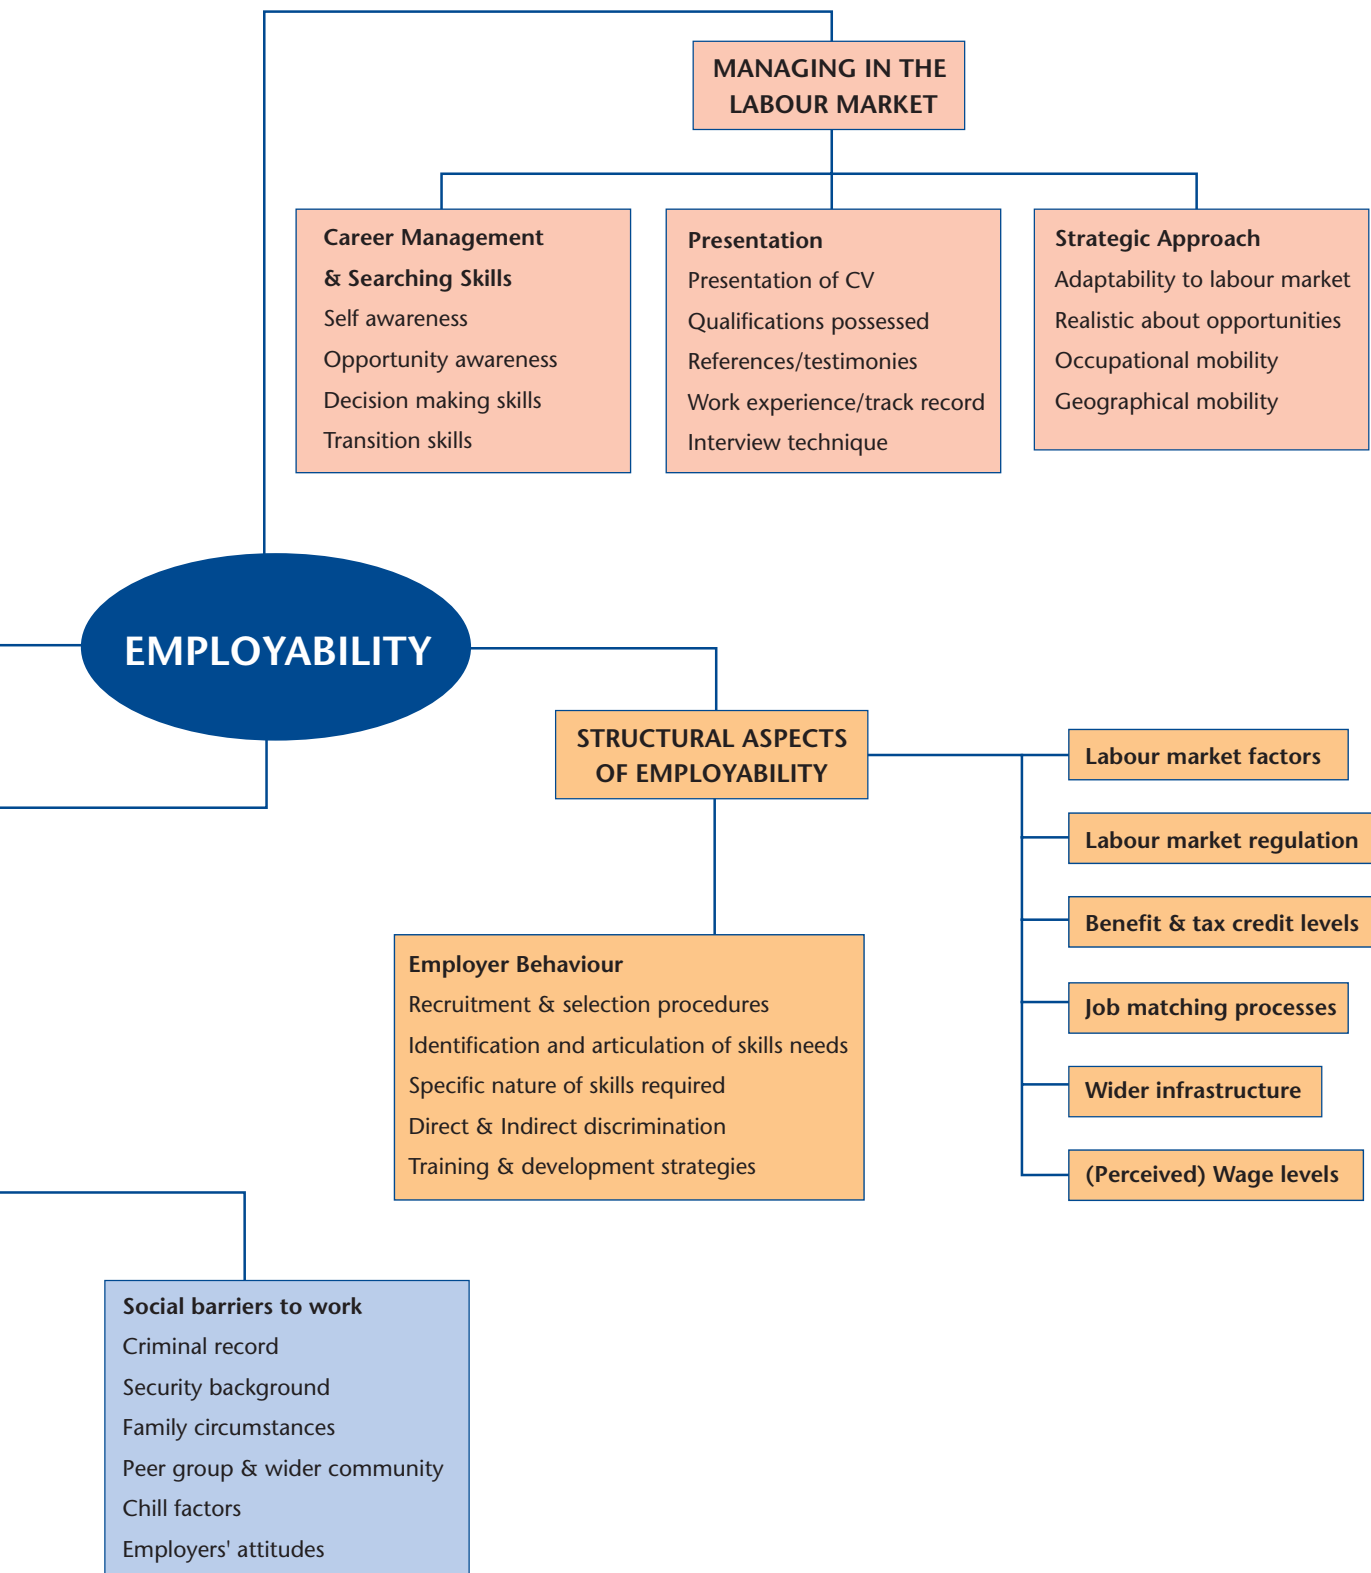 MANAGING IN THE
LABOUR MARKET
Career Management
& Searching Skills
Self awareness
Opportunity awareness
Decision making skills
Transition skills
Presentation
Presentation of CV
Qualifications possessed
References/testimonies
Work experience/track record
Interview technique
Strategic Approach
Adaptability to labour market
Realistic about opportunities
Occupational mobility
Geographical mobility
EMPLOYABILITY
STRUCTURAL ASPECTS
OF EMPLOYABILITY
Labour market factors
Labour market regulation
Benefit & tax credit levels
Job matching processes
Wider infrastructure
(Perceived) Wage levels
Employer Behaviour
Recruitment & selection procedures
Identification and articulation of skills needs
Specific nature of skills required
Direct & Indirect discrimination
Training & development strategies
Social barriers to work
Criminal record
Security background
Family circumstances
Peer group & wider community
Chill factors
Employers' attitudes